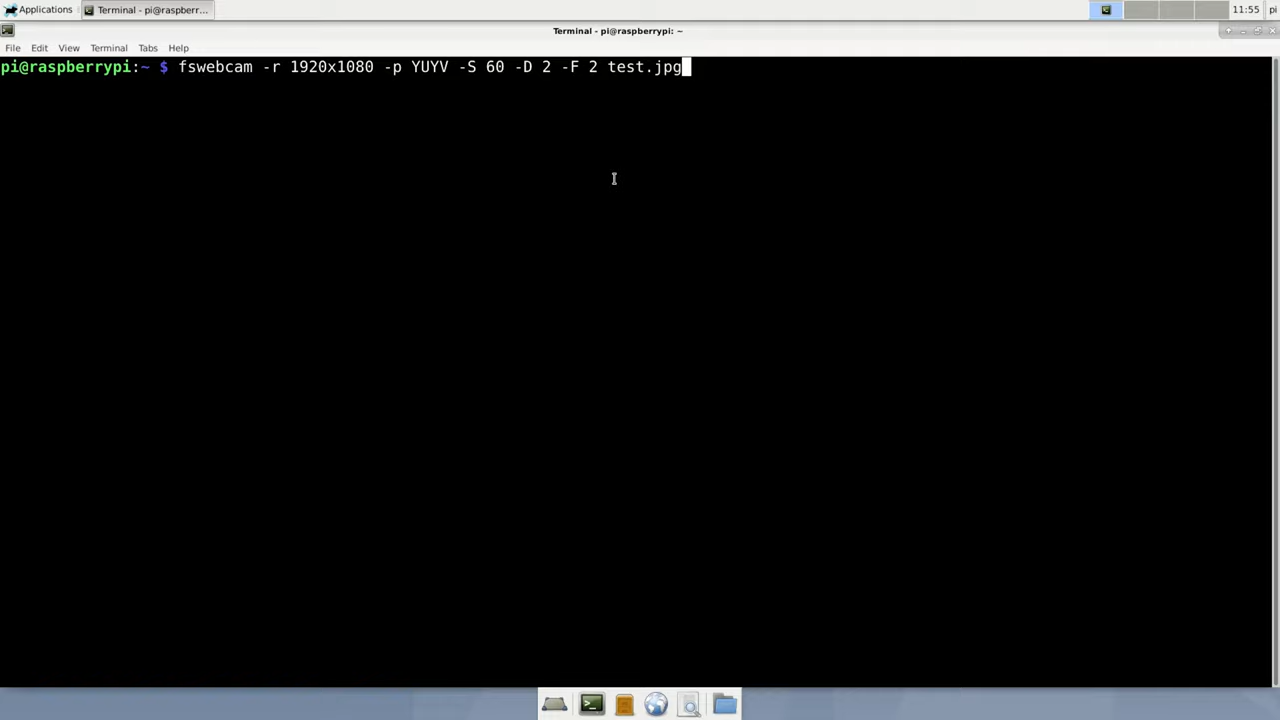 Applications
Terminal - pi@raspberr...
11:55
pi
Terminal - pi@raspberrypi: ~
File Edit View Terminal Tabs Help
pi@raspberrypi:~ $ fswebcam -r 1920x1080 -p YUYV -S 60 -D 2 -F 2 test.jpg